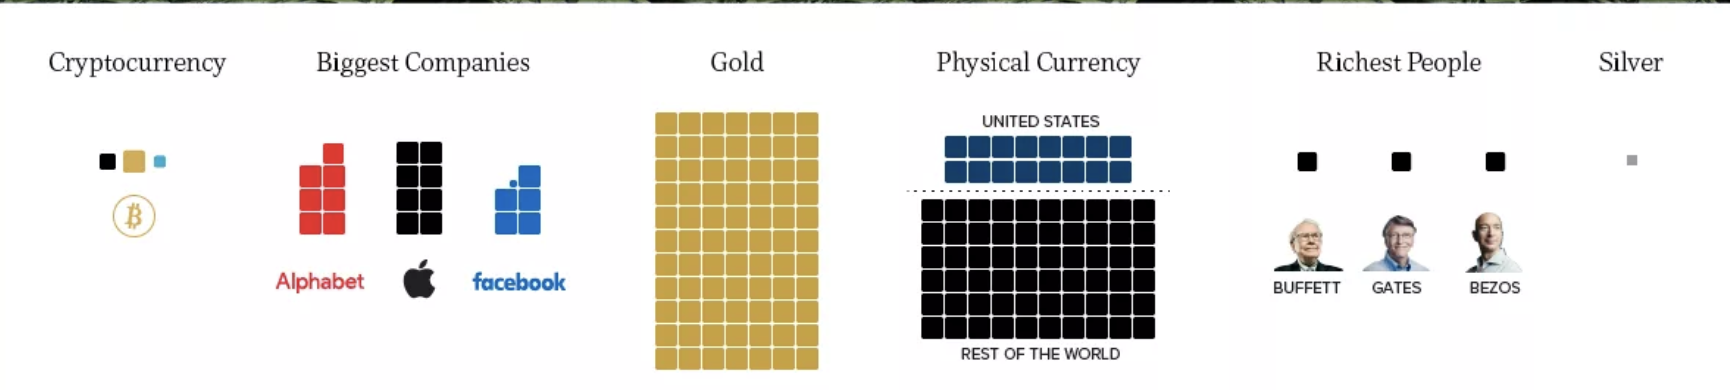 Cryptocurrency
Biggest Companies
Gold
Physical Currency
Richest People
Silver
UNITED STATES
₿
Alphabet
facebook
BUFFETT
GATES
BEZOS
REST OF THE WORLD